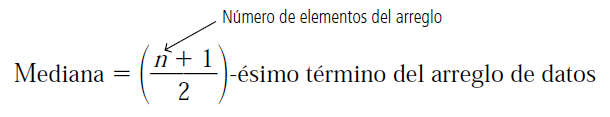 Número de elementos del arreglo
Mediana = ( n + 1 / 2 )-ésimo término del arreglo de datos